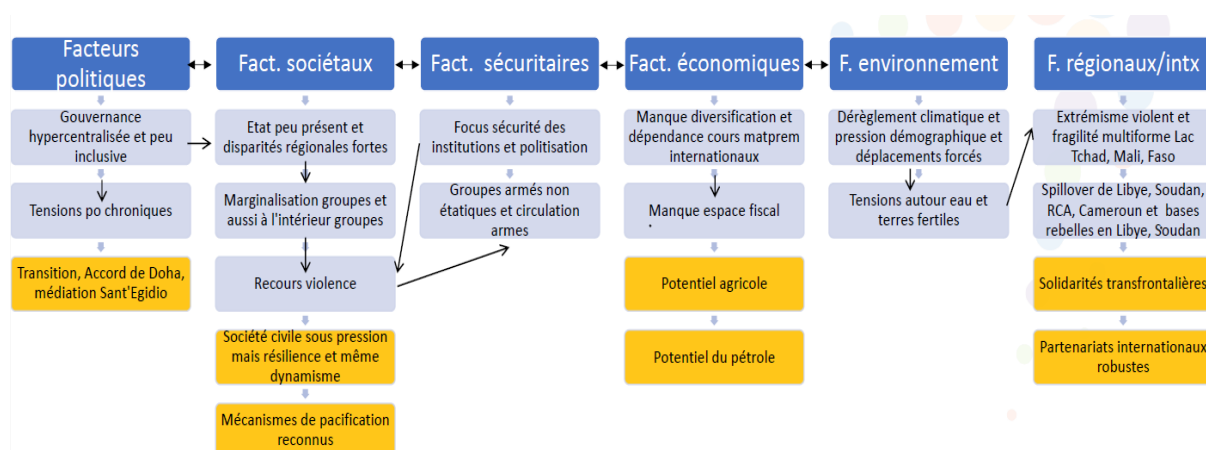 Facteurs
politiques
Fact. sociétaux
Fact. sécuritaires
Fact. économiques
F. environnement
F. régionaux/intx
Gouvernance
hypercentralisée et peu
inclusive
Tensions po chroniques
Transition, Accord de Doha,
médiation Sant'Egidio
Etat peu présent et
disparités régionales fortes
Marginalisation groupes et
aussi à l'intérieur groupes
Recours violence
Société civile sous pression
mais résilience et même
dynamisme
Mécanismes de pacification
reconnus
Focus sécurité des
institutions et politisation
Groupes armés non
étatiques et circulation
armes
Manque diversification et
dépendance cours matprem
internationaux
Manque espace fiscal
Potentiel agricole
Potentiel du pétrole
Dérèglement climatique et
pression démographique et
déplacements forcés
Tensions autour eau et
terres fertiles
Extrémisme violent et
fragilité multiforme Lac
Tchad, Mali, Faso
Spillover de Libye, Soudan,
RCA, Cameroun et bases
rebelles en Libye, Soudan
Solidarités transfrontalières
Partenariats internationaux
robustes